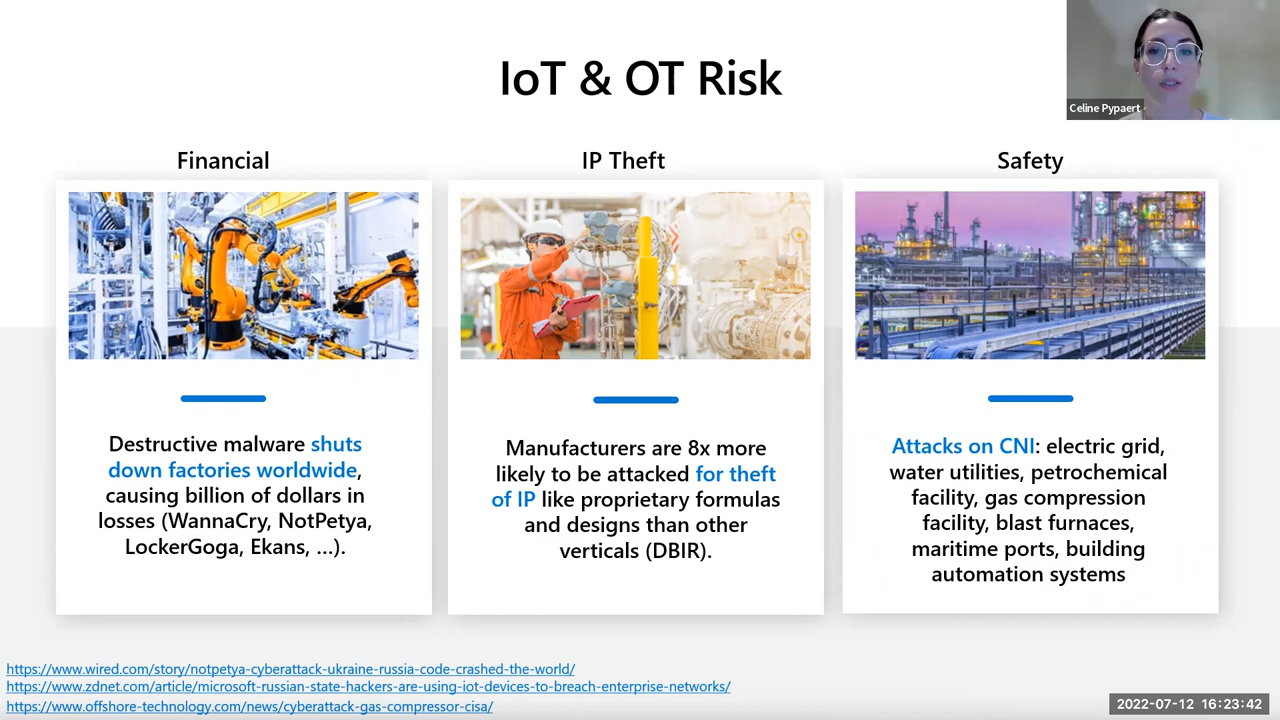 IoT & OT Risk
Celine Pypaert
Financial
IP Theft
Safety
Destructive malware shuts
down factories worldwide,
causing billion of dollars in
losses (WannaCry, NotPetya,
LockerGoga, Ekans, ...).
Manufacturers are 8x more
likely to be attacked for theft
of IP like proprietary formulas
and designs than other
verticals (DBIR).
Attacks on CNI: electric grid,
water utilities, petrochemical
facility, gas compression
facility, blast furnaces,
maritime ports, building
automation systems
https://www.wired.com/story/notpetya-cyberattack-ukraine-russia-code-crashed-the-world/
https://www.zdnet.com/article/microsoft-russian-state-hackers-are-using-iot-devices-to-breach-enterprise-networks/
https://www.offshore-technology.com/news/cyberattack-gas-compressor-cisa/
2022-07-12 16:23:42